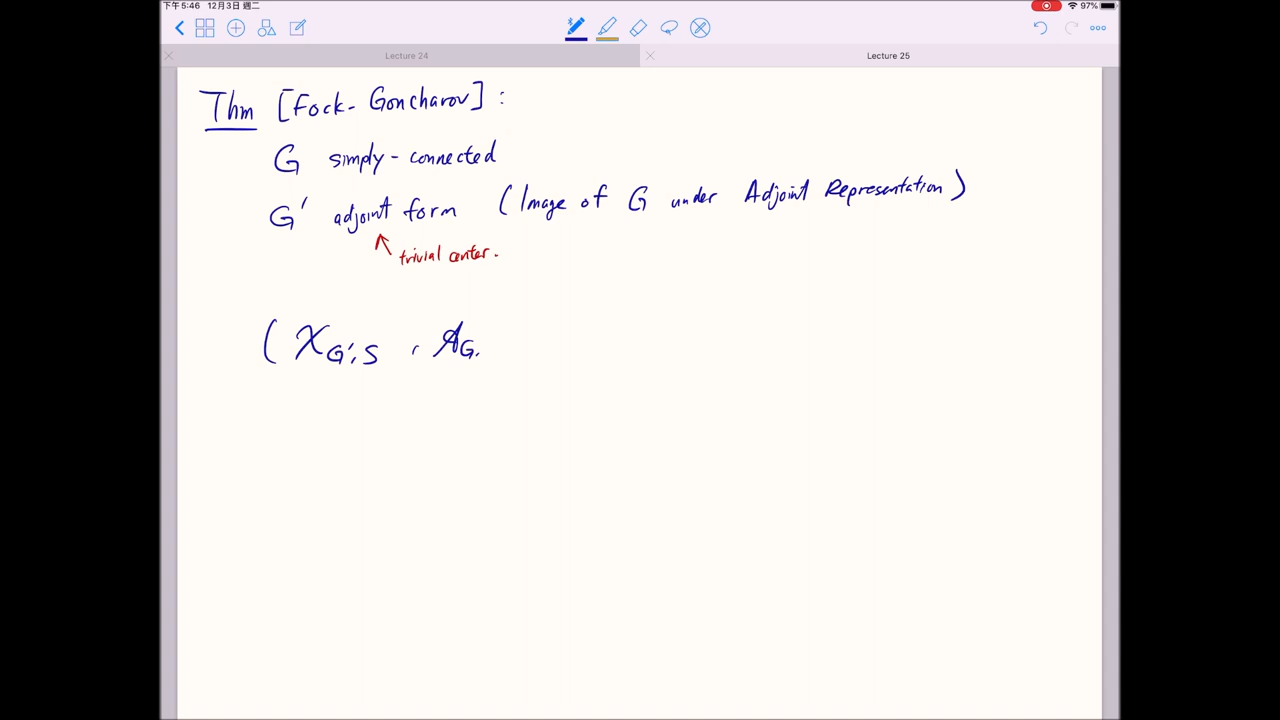 下午5:46 12月3日 週二 97%
Lecture 24 Lecture 25
Thm [Fock-Goncharov] :
G simply-connected
G' adjoint form (Image of G under Adjoint Representation)
trivial center.
( X_{G',S} , A_{G,